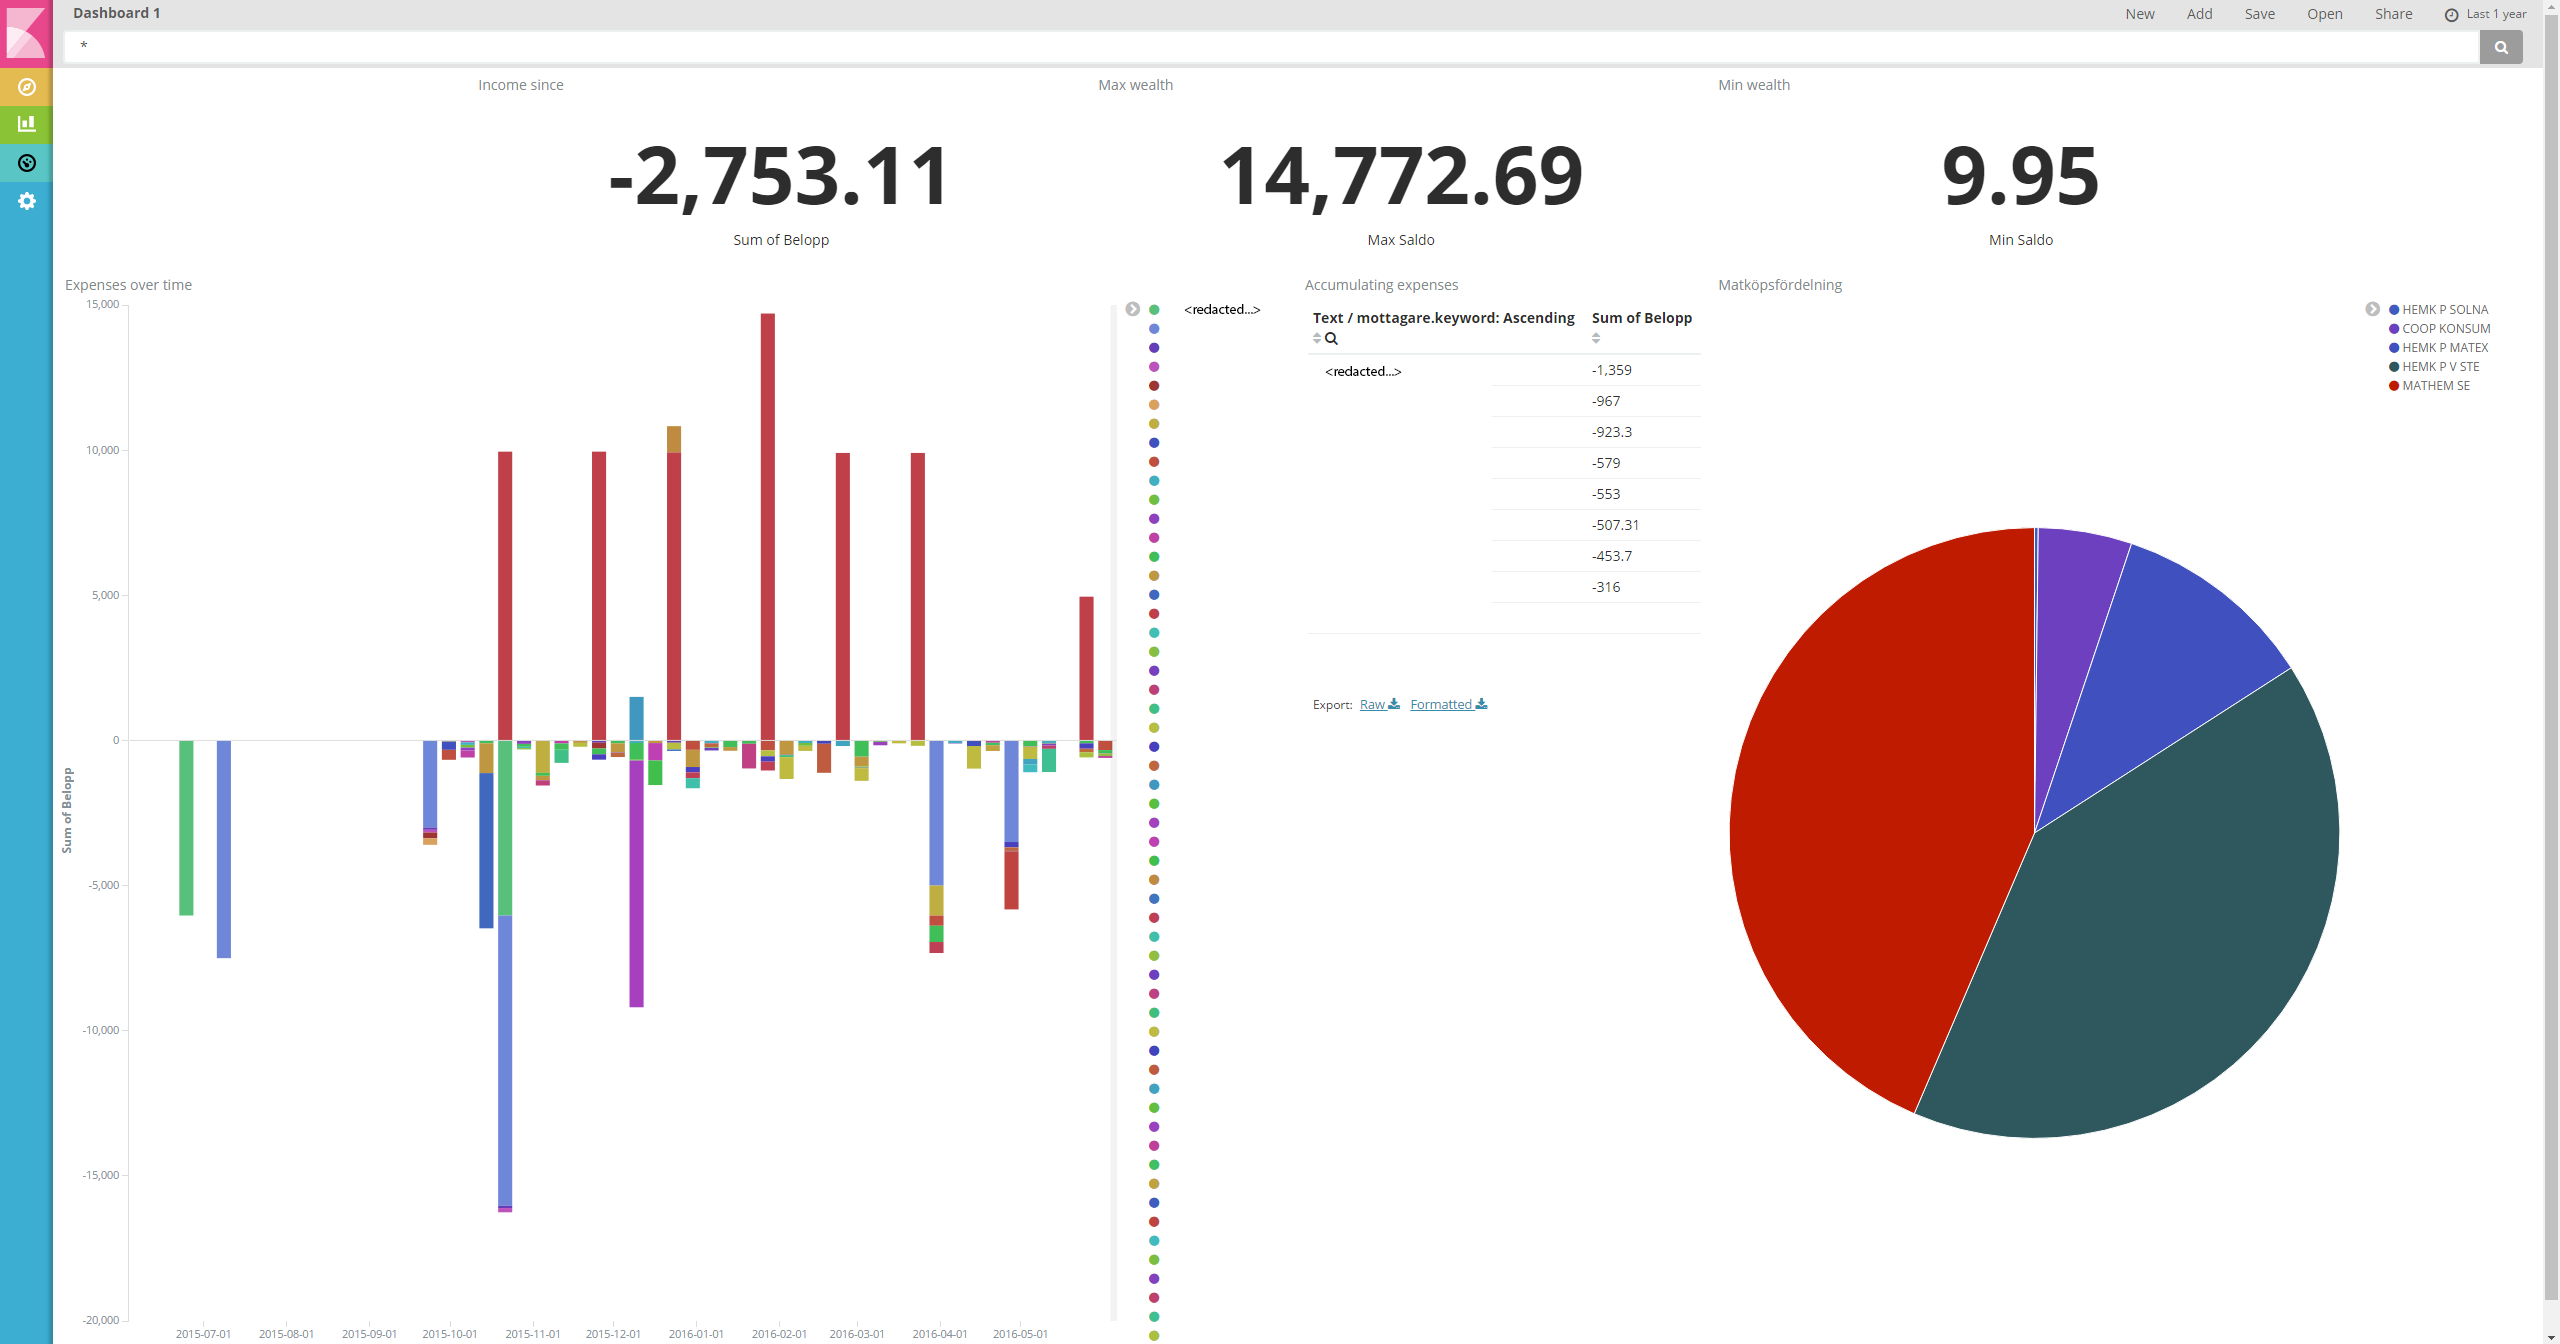 Dashboard 1
New Add Save Open Share Last 1 year
*
Income since
-2,753.11
Sum of Belopp
Max wealth
14,772.69
Max Saldo
Min wealth
9.95
Min Saldo
Expenses over time
15,000
10,000
5,000
0
-5,000
-10,000
-15,000
-20,000
Sum of Belopp
2015-07-01 2015-08-01 2015-09-01 2015-10-01 2015-11-01 2015-12-01 2016-01-01 2016-02-01 2016-03-01 2016-04-01 2016-05-01
<redacted...>
Accumulating expenses
Text / mottagare.keyword: Ascending Sum of Belopp
<redacted...> -1,359
-967
-923.3
-579
-553
-507.31
-453.7
-316
Export: Raw Formatted
Matköpsfördelning
HEMK P SOLNA
COOP KONSUM
HEMK P MATEX
HEMK P V STE
MATHEM SE